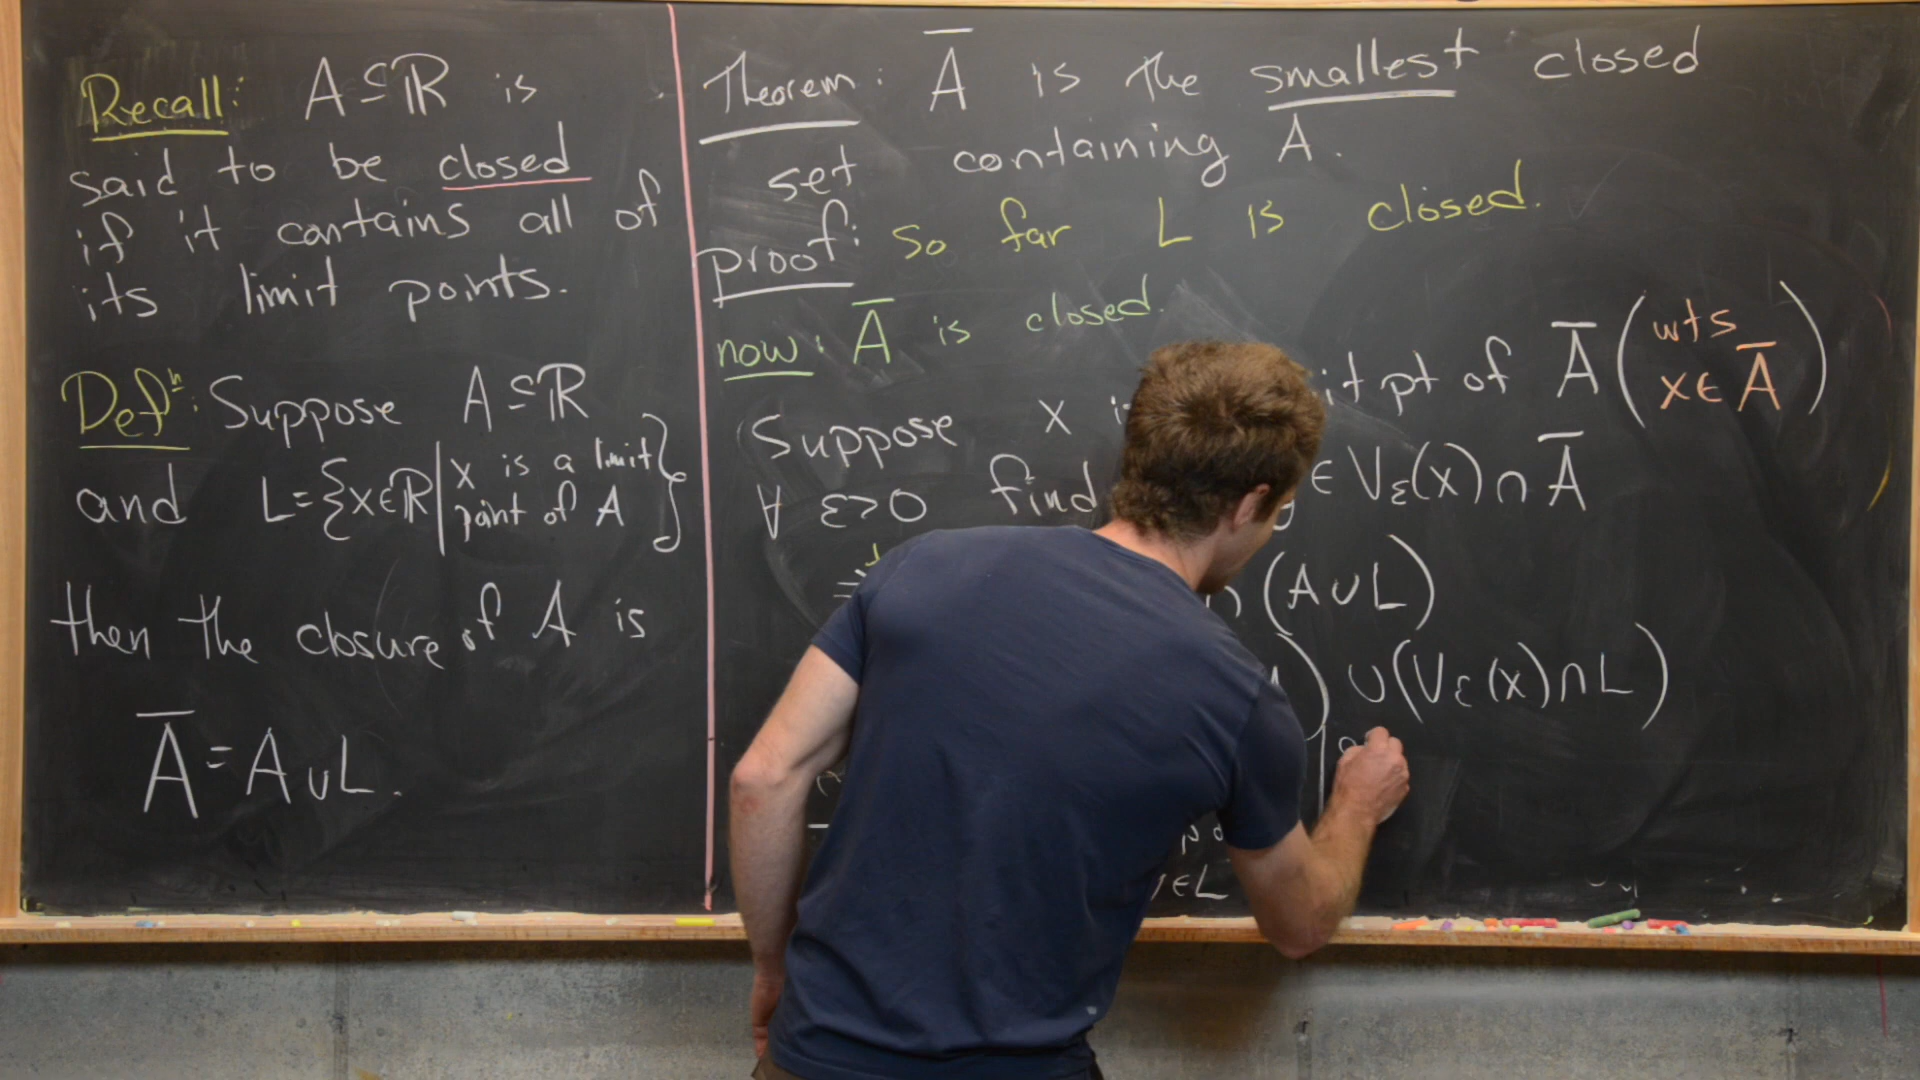 Recall: A ⊆ ℝ is
said to be closed
if it contains all of
its limit points.
Defⁿ: Suppose A ⊆ ℝ
and L = {x∈ℝ | x is a limit
point of A}
then the closure of A is
A̅ = A ∪ L.
Theorem: A̅ is the smallest closed
set containing A.
proof: So far L is closed.
now: A̅ is closed.
Suppose x it pt of A̅ (wts
x ∈ A̅)
∀ ε>0 find ∈ Vε(x) ∩ A̅
= ∩ (A ∪ L)
) ∪ (Vε(x) ∩ L)
∈ L